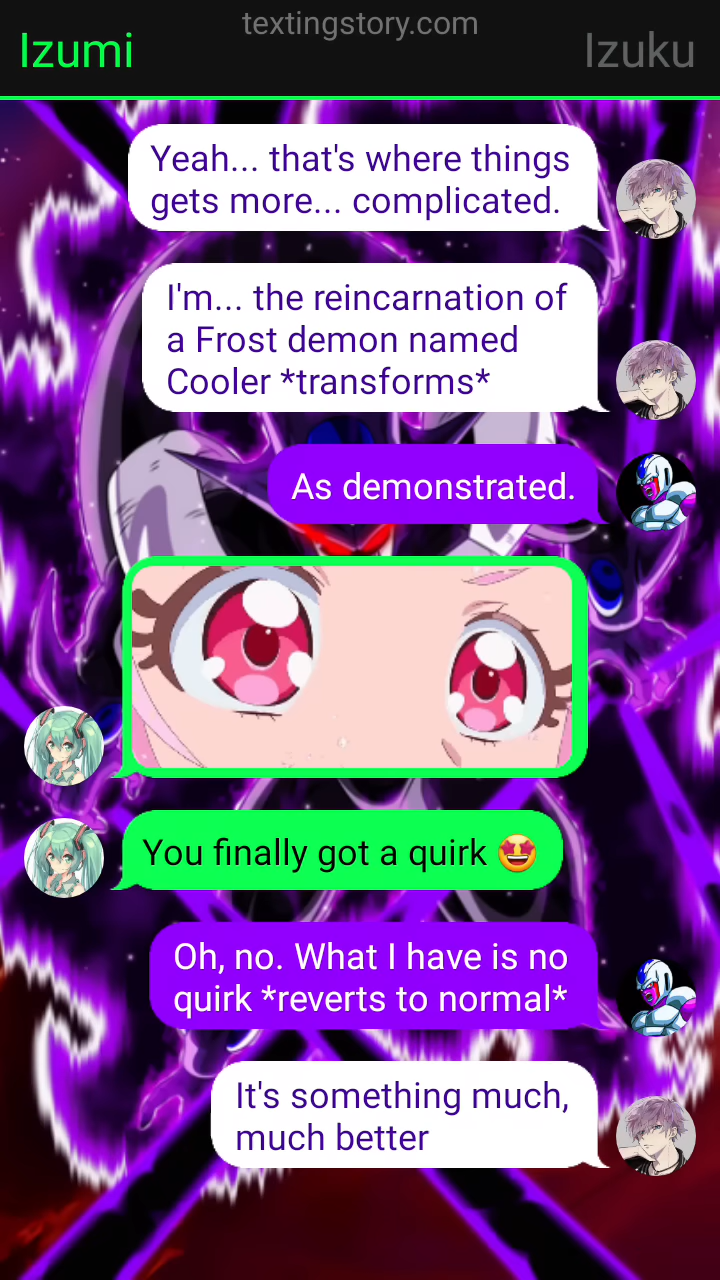 textingstory.com
Izumi
Izuku
Yeah... that's where things
gets more... complicated.
I'm... the reincarnation of
a Frost demon named
Cooler *transforms*
As demonstrated.
You finally got a quirk 🤩
Oh, no. What I have is no
quirk *reverts to normal*
It's something much,
much better